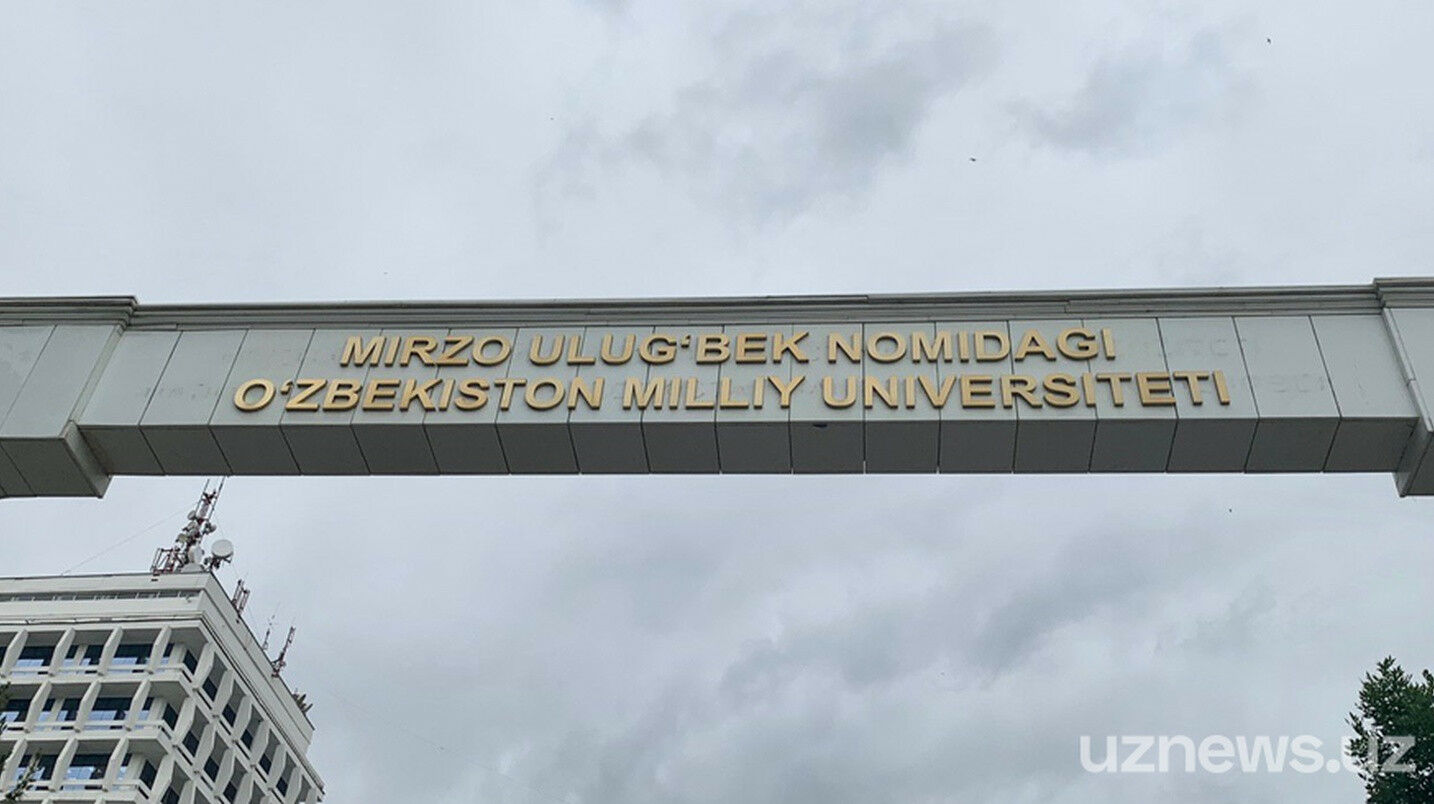 MIRZO ULUG‘BEK NOMIDAGI
O‘ZBEKISTON MILLIY UNIVERSITETI
uznews.uz